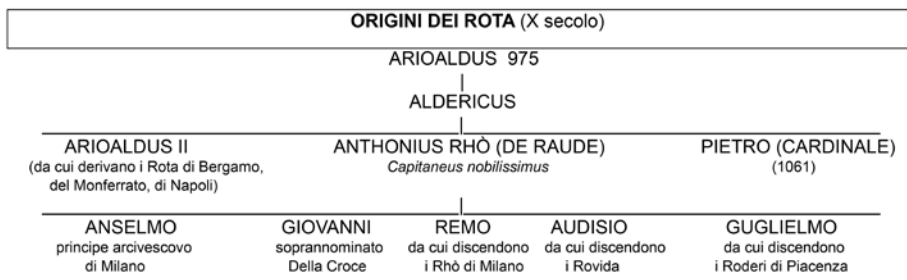 ORIGINI DEI ROTA (X secolo)
ARIOALDUS 975
ALDERICUS
ARIOALDUS II
(da cui derivano i Rota di Bergamo,
del Monferrato, di Napoli)
ANTHONIUS RHÒ (DE RAUDE)
Capitaneus nobilissimus
PIETRO (CARDINALE)
(1061)
ANSELMO
principe arcivescovo
di Milano
GIOVANNI
soprannominato
Della Croce
REMO
da cui discendono
i Rhò di Milano
AUDISIO
da cui discendono
i Rovida
GUGLIELMO
da cui discendono
i Roderi di Piacenza